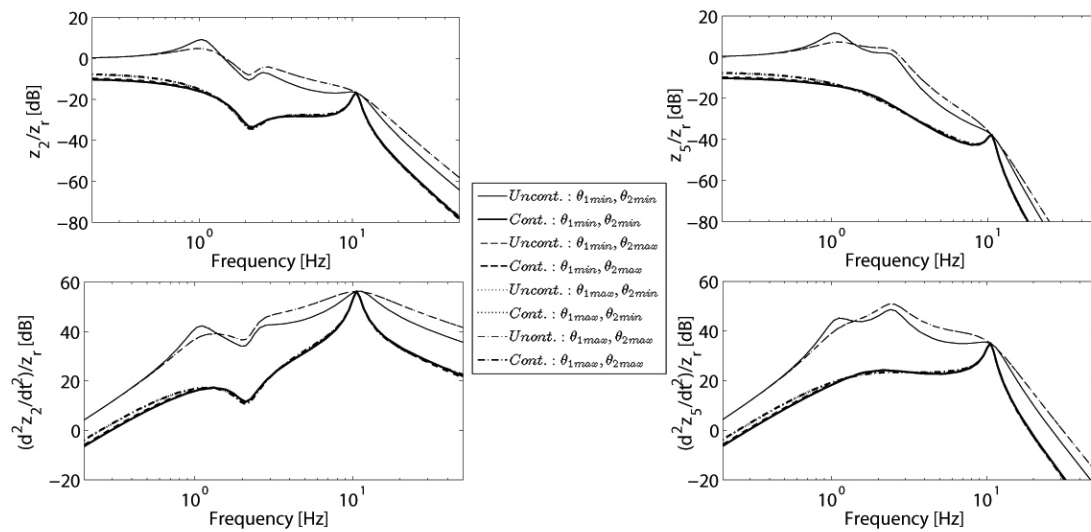 20
0
−20
−40
−60
−80
z2/zr [dB]
10^0
10^1
Frequency [Hz]
20
0
−20
−40
−60
−80
z5/zr [dB]
10^0
10^1
Frequency [Hz]
Uncont. : θ1min, θ2min
Cont. : θ1min, θ2min
Uncont. : θ1min, θ2max
Cont. : θ1min, θ2max
Uncont. : θ1max, θ2min
Cont. : θ1max, θ2min
Unont. : θ1max, θ2max
Cont. : θ1max, θ2max
60
40
20
0
−20
(d²z2/dt²)/zr [dB]
10^0
10^1
Frequency [Hz]
60
40
20
0
−20
(d²z5/dt²)/zr [dB]
10^0
10^1
Frequency [Hz]